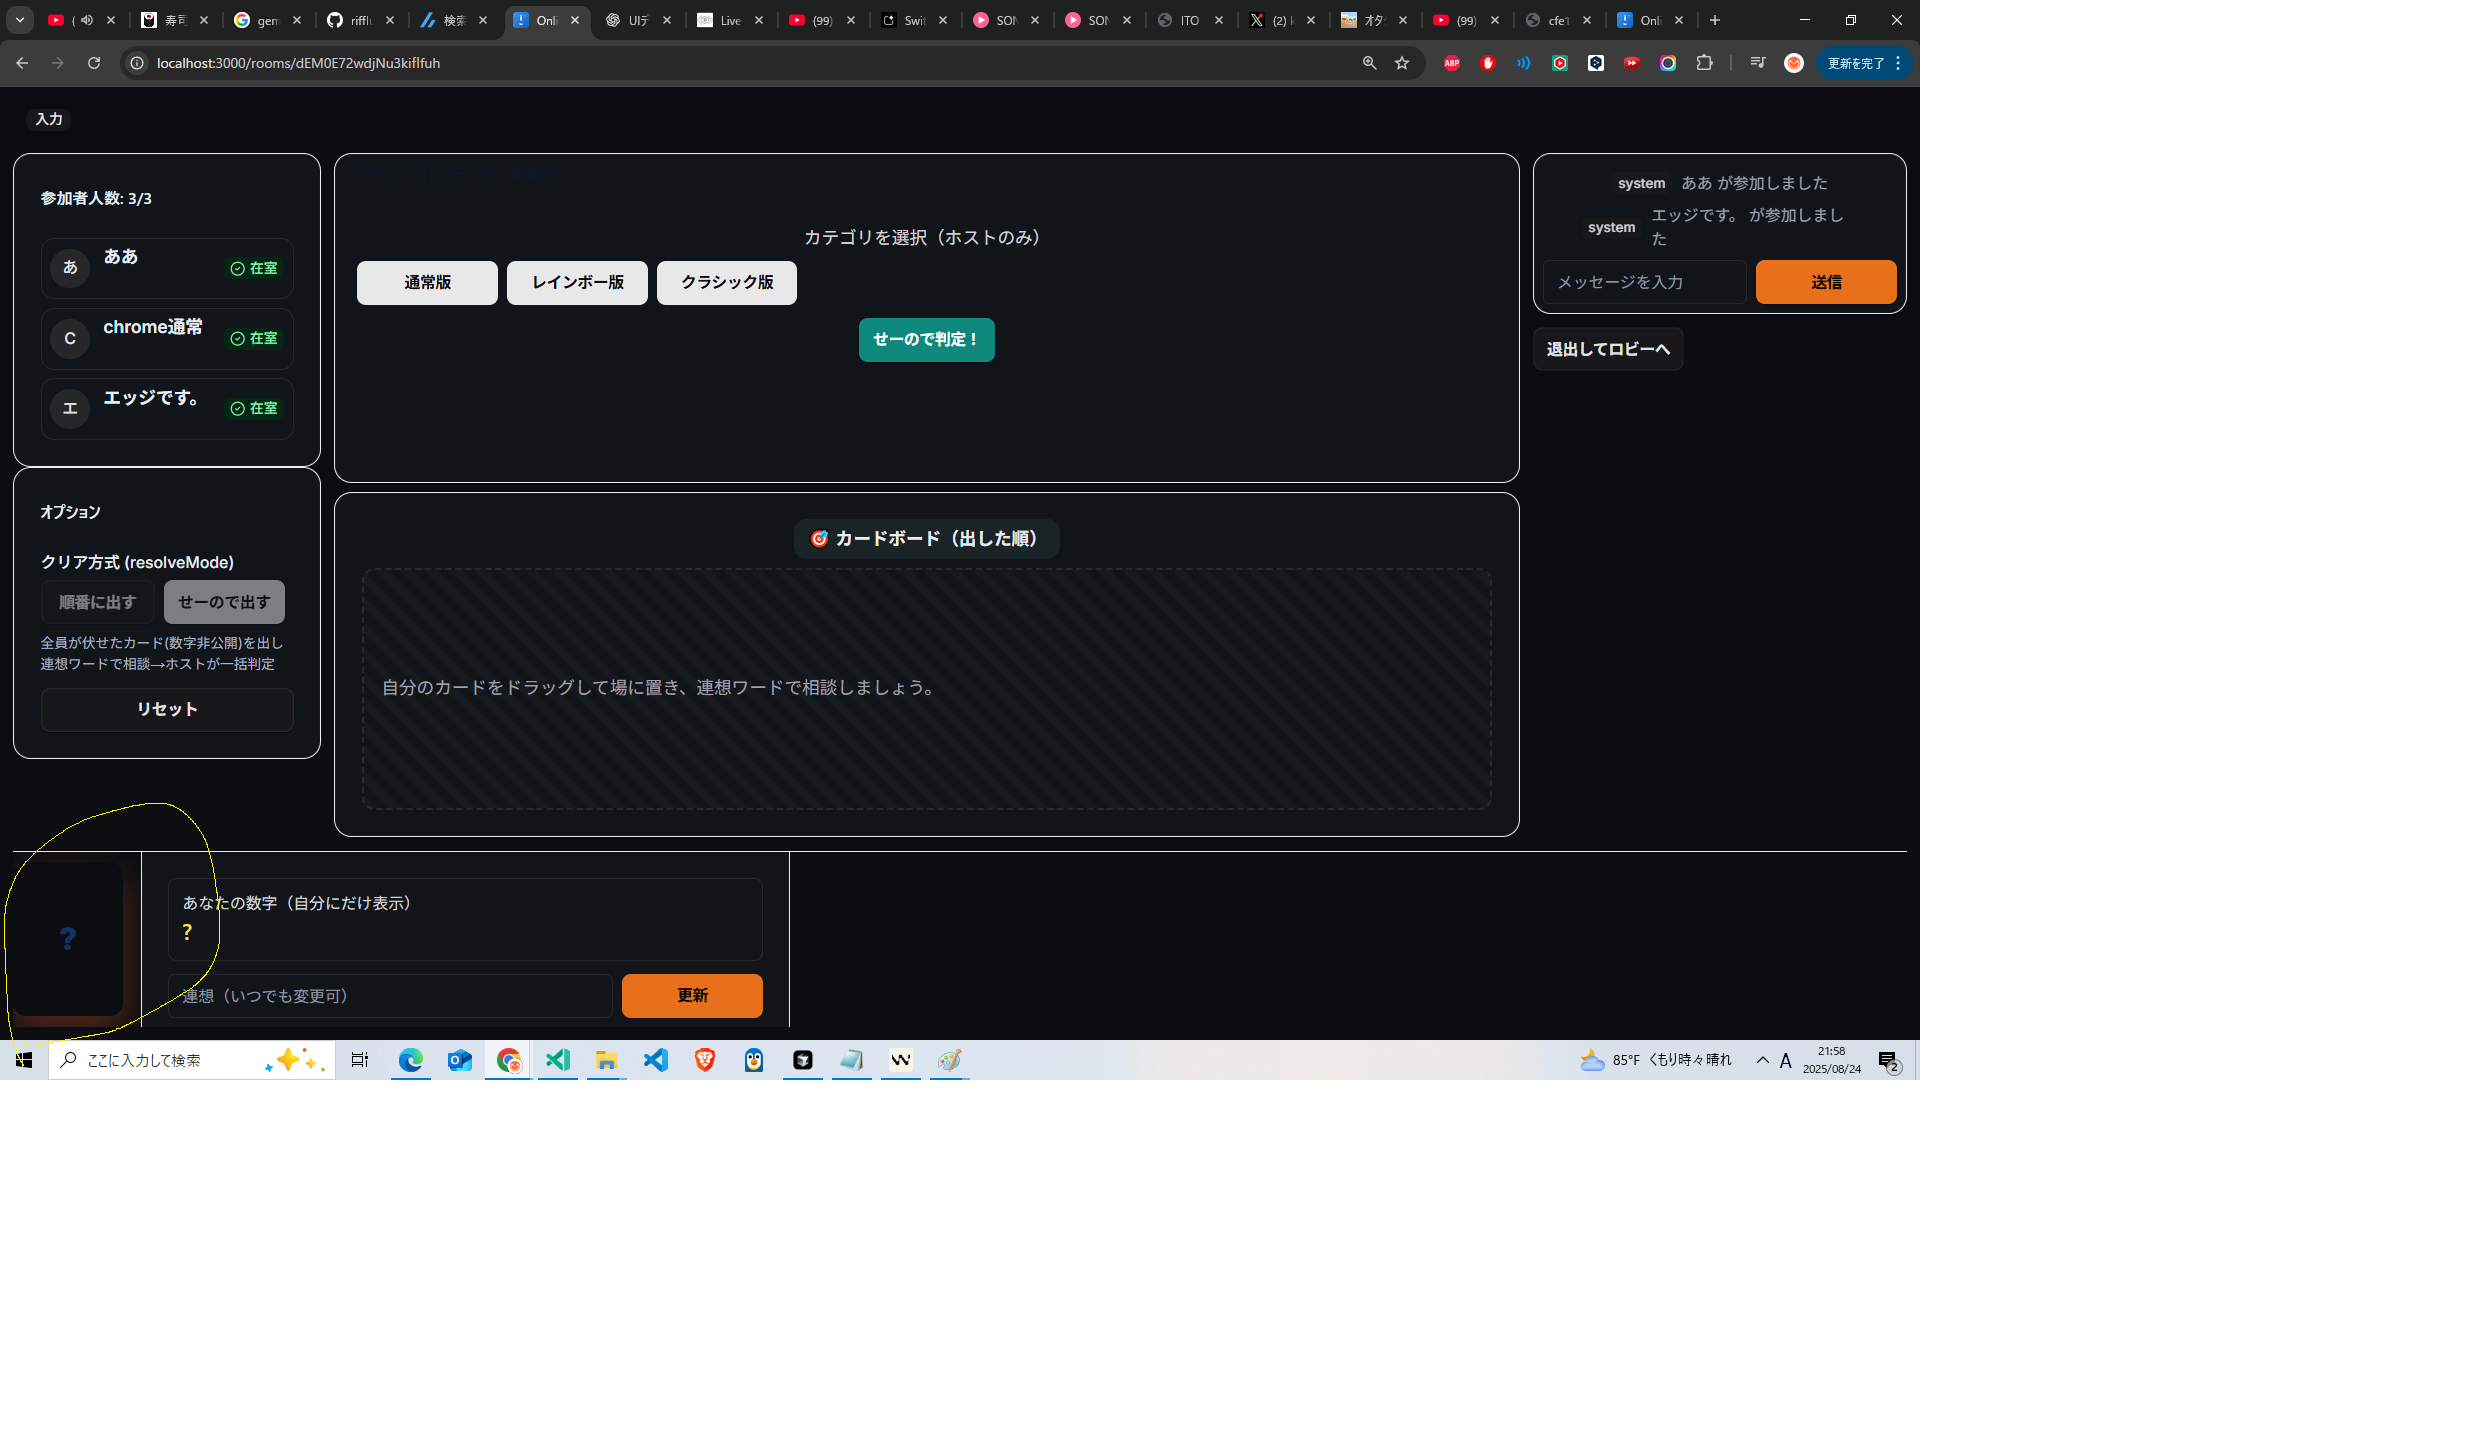 ( 
寿司
gem
rifflu
検索
Onli
UIデ
Live
(99)
Swit
SON
SON
ITO
(2)
オタ
(99)
cfe1
Onli
localhost:3000/rooms/dEM0E72wdjNu3kiflfuh
ABP
更新を完了
入力
参加者人数: 3/3
あ
ああ
在室
C
chrome通常
在室
エ
エッジです。
在室
オプション
クリア方式 (resolveMode)
順番に出す
せーので出す
全員が伏せたカード(数字非公開)を出し
連想ワードで相談→ホストが一括判定
リセット
カテゴリを選択（ホストのみ）
通常版
レインボー版
クラシック版
せーので判定！
🎯 カードボード（出した順）
自分のカードをドラッグして場に置き、連想ワードで相談しましょう。
system
ああ が参加しました
system
エッジです。 が参加しまし
た
メッセージを入力
送信
退出してロビーへ
?
あなたの数字（自分にだけ表示）
?
連想（いつでも変更可）
更新
ここに入力して検索
85°F くもり時々晴れ
A
21:58
2025/08/24
2